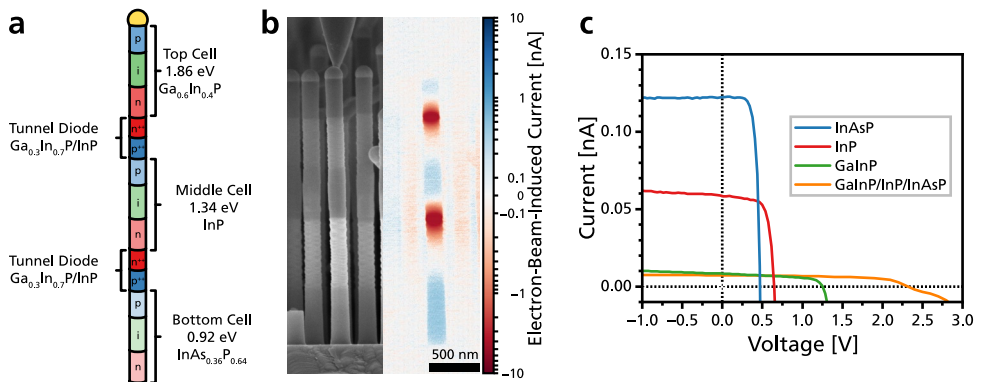 a
p
i
n
Top Cell
1.86 eV
Ga0.6In0.4P
Tunnel Diode
Ga0.3In0.7P/InP
n++
p++
p
i
n
Middle Cell
1.34 eV
InP
Tunnel Diode
Ga0.3In0.7P/InP
n++
p++
p
i
n
Bottom Cell
0.92 eV
InAs0.36P0.64
b
500 nm
Electron-Beam-Induced Current [nA]
10
1
0.1
0
−0.1
−1
−10
c
Current [nA]
0.15
0.10
0.05
0.00
InAsP
InP
GaInP
GaInP/InP/InAsP
−1.0 −0.5 0.0 0.5 1.0 1.5 2.0 2.5 3.0
Voltage [V]